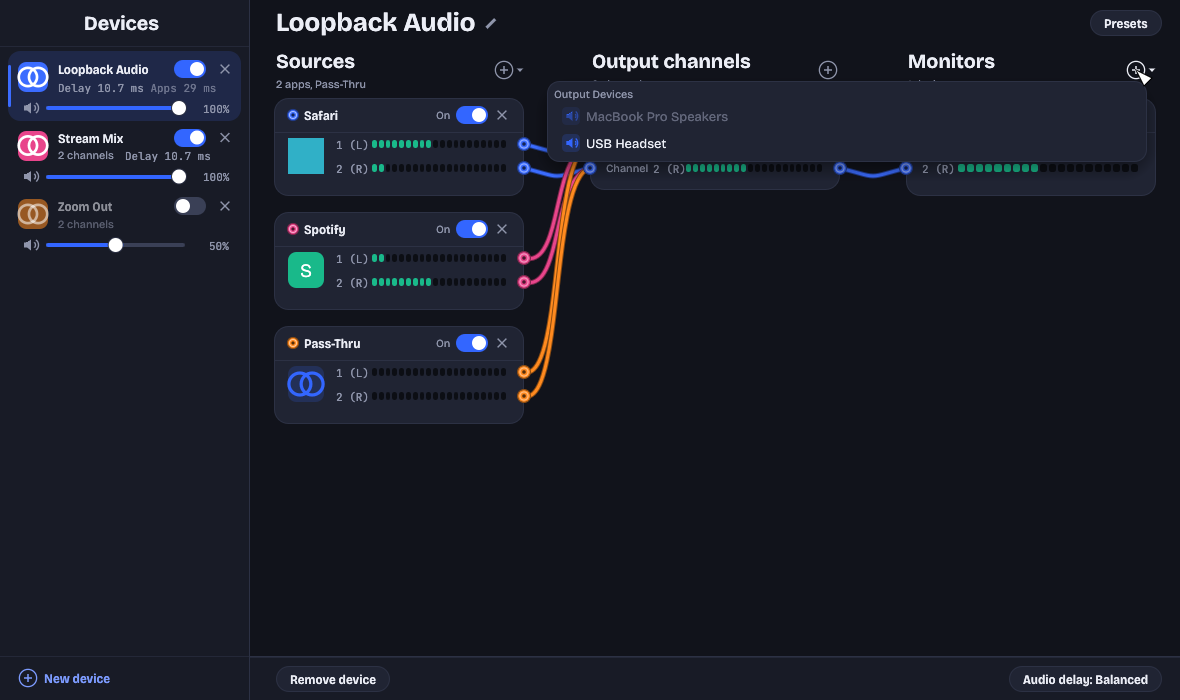 Devices
Loopback Audio
Delay 10.7 ms Apps 29 ms
100%
Stream Mix
2 channels Delay 10.7 ms
100%
Zoom Out
2 channels
50%
New device
Loopback Audio
Presets
Sources
2 apps, Pass-Thru
Output channels
Monitors
Output Devices
MacBook Pro Speakers
USB Headset
Safari On
1 (L)
2 (R)
Channel 2 (R)
2 (R)
Spotify On
S
1 (L)
2 (R)
Pass-Thru On
1 (L)
2 (R)
Remove device
Audio delay: Balanced